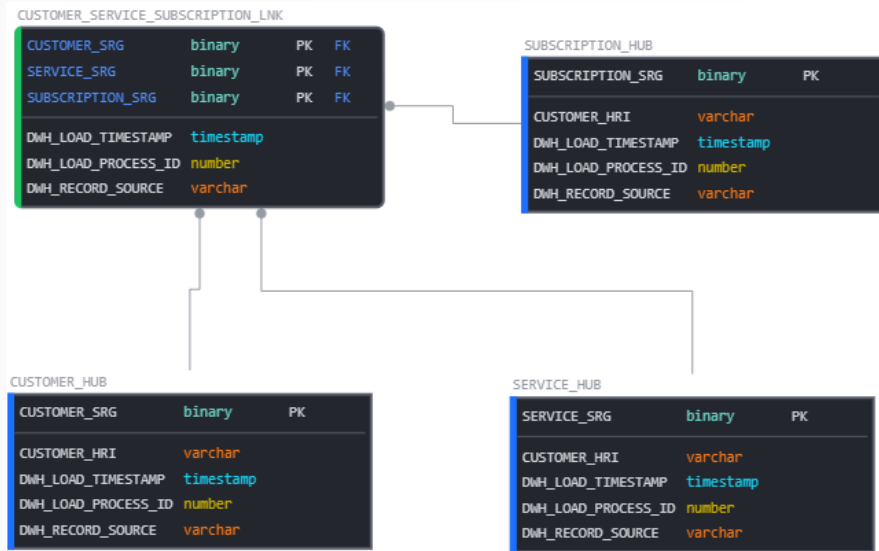 CUSTOMER_SERVICE_SUBSCRIPTION_LNK
CUSTOMER_SRG binary PK FK
SERVICE_SRG binary PK FK
SUBSCRIPTION_SRG binary PK FK
DWH_LOAD_TIMESTAMP timestamp
DWH_LOAD_PROCESS_ID number
DWH_RECORD_SOURCE varchar
SUBSCRIPTION_HUB
SUBSCRIPTION_SRG binary PK
CUSTOMER_HRI varchar
DWH_LOAD_TIMESTAMP timestamp
DWH_LOAD_PROCESS_ID number
DWH_RECORD_SOURCE varchar
CUSTOMER_HUB
CUSTOMER_SRG binary PK
CUSTOMER_HRI varchar
DWH_LOAD_TIMESTAMP timestamp
DWH_LOAD_PROCESS_ID number
DWH_RECORD_SOURCE varchar
SERVICE_HUB
SERVICE_SRG binary PK
CUSTOMER_HRI varchar
DWH_LOAD_TIMESTAMP timestamp
DWH_LOAD_PROCESS_ID number
DWH_RECORD_SOURCE varchar